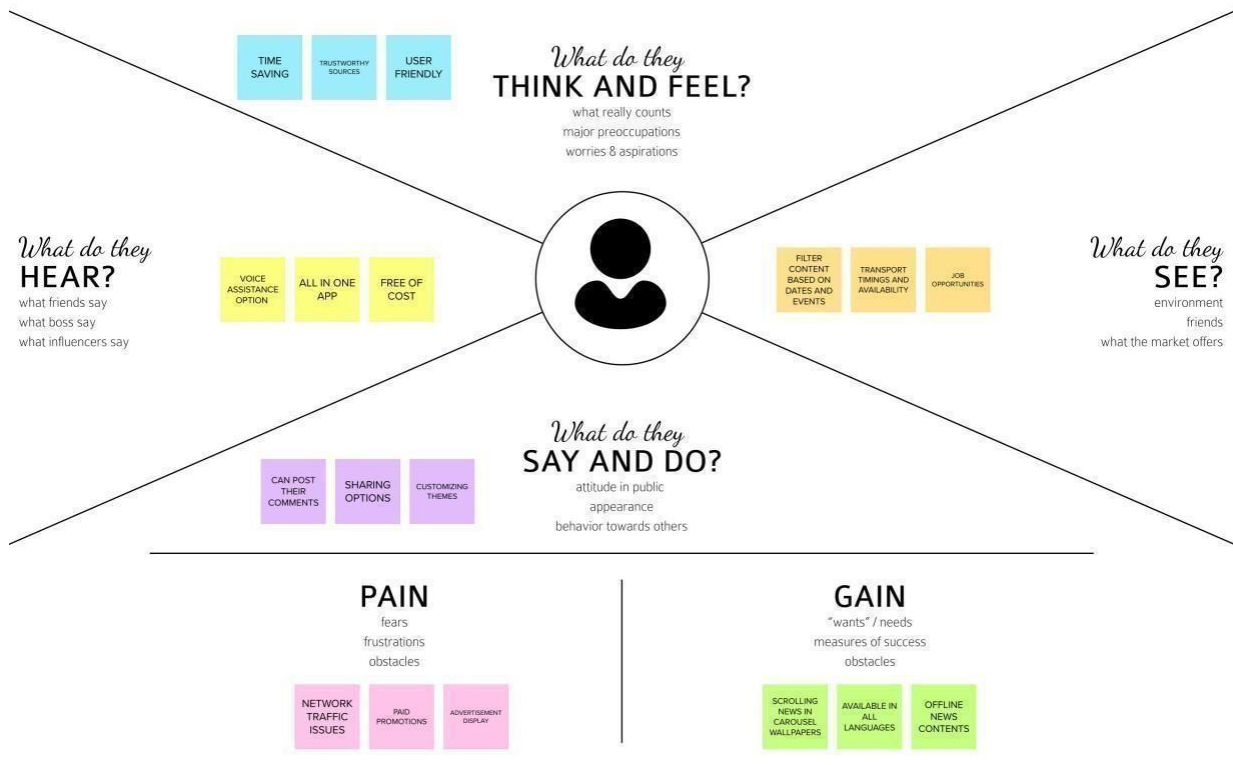 TIME
SAVING
TRUSTWORTHY
SOURCES
USER
FRIENDLY
What do they
THINK AND FEEL?
what really counts
major preoccupations
worries & aspirations
What do they
HEAR?
what friends say
what boss say
what influencers say
VOICE
ASSISTANCE
OPTION
ALL IN ONE
APP
FREE OF
COST
FILTER
CONTENT
BASED ON
DATES AND
EVENTS
TRANSPORT
TIMINGS AND
AVAILABILITY
JOB
OPPORTUNITIES
What do they
SEE?
environment
friends
what the market offers
What do they
SAY AND DO?
attitude in public
appearance
behavior towards others
CAN POST
THEIR
COMMENTS
SHARING
OPTIONS
CUSTOMIZING
THEMES
PAIN
fears
frustrations
obstacles
NETWORK
TRAFFIC
ISSUES
PAID
PROMOTIONS
ADVERTISEMENT
DISPLAY
GAIN
“wants” / needs
measures of success
obstacles
SCROLLING
NEWS IN
CAROUSEL
WALLPAPERS
AVAILABLE IN
ALL
LANGUAGES
OFFLINE
NEWS
CONTENTS